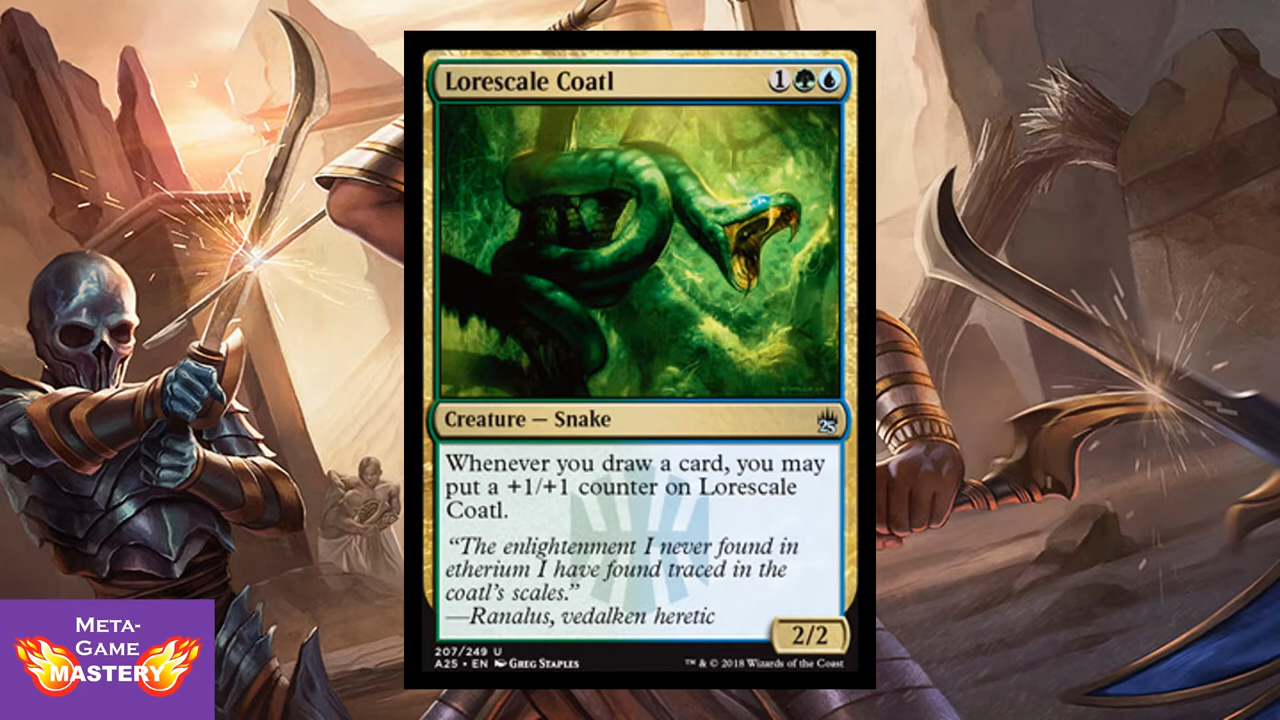 Lorescale Coatl 1
Creature — Snake
25
Whenever you draw a card, you may
put a +1/+1 counter on Lorescale
Coatl.
“The enlightenment I never found in
etherium I have found traced in the
coatl’s scales.”
—Ranalus, vedalken heretic
2/2
207/249 U
A25 • EN GREG STAPLES
™ & © 2018 Wizards of the Coast
META-
GAME
MASTERY